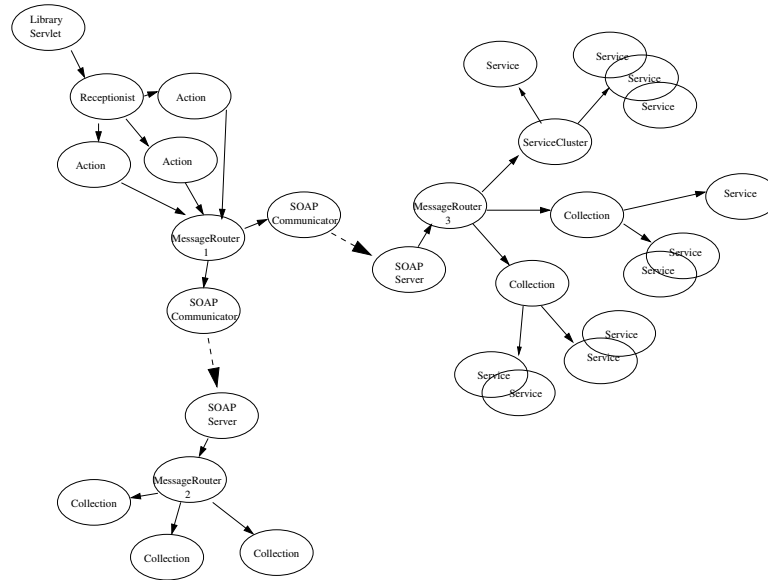 Library
Servlet
Receptionist
Action
Action
Action
MessageRouter
1
SOAP
Communicator
SOAP
Communicator
SOAP
Server
MessageRouter
2
Collection
Collection
Collection
SOAP
Server
MessageRouter
3
ServiceCluster
Service
Service
Service
Service
Collection
Service
Service
Service
Collection
Service
Service
Service
Service